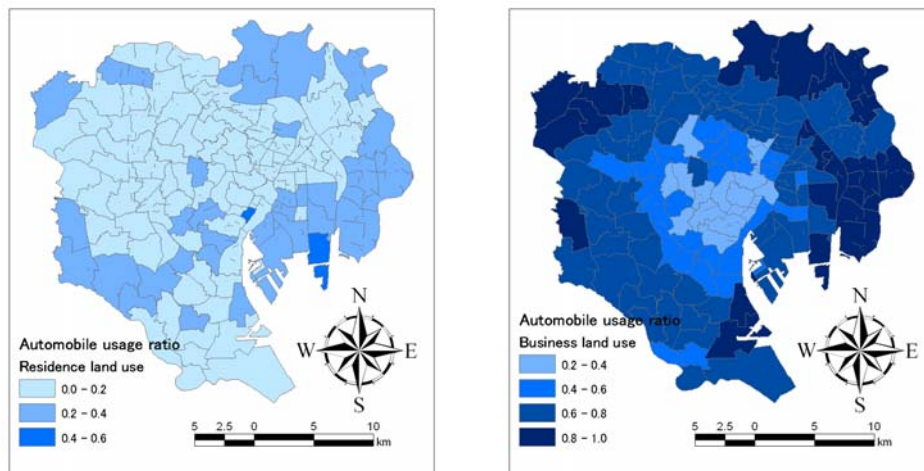 N
W E
S
Automobile usage ratio
Residence land use
0.0 - 0.2
0.2 - 0.4
0.4 - 0.6
5 2.5 0 5 10
km
N
W E
S
Automobile usage ratio
Business land use
0.2 - 0.4
0.4 - 0.6
0.6 - 0.8
0.8 - 1.0
5 2.5 0 5 10
km